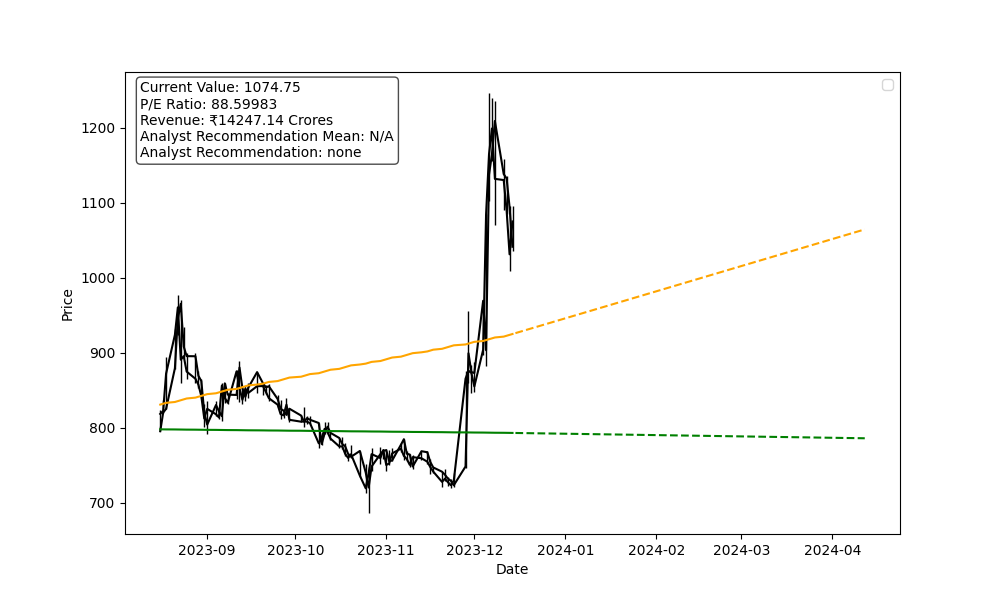 Current Value: 1074.75
P/E Ratio: 88.59983
Revenue: ₹14247.14 Crores
Analyst Recommendation Mean: N/A
Analyst Recommendation: none
1200
1100
1000
900
800
700
Price
2023-09 2023-10 2023-11 2023-12 2024-01 2024-02 2024-03 2024-04
Date